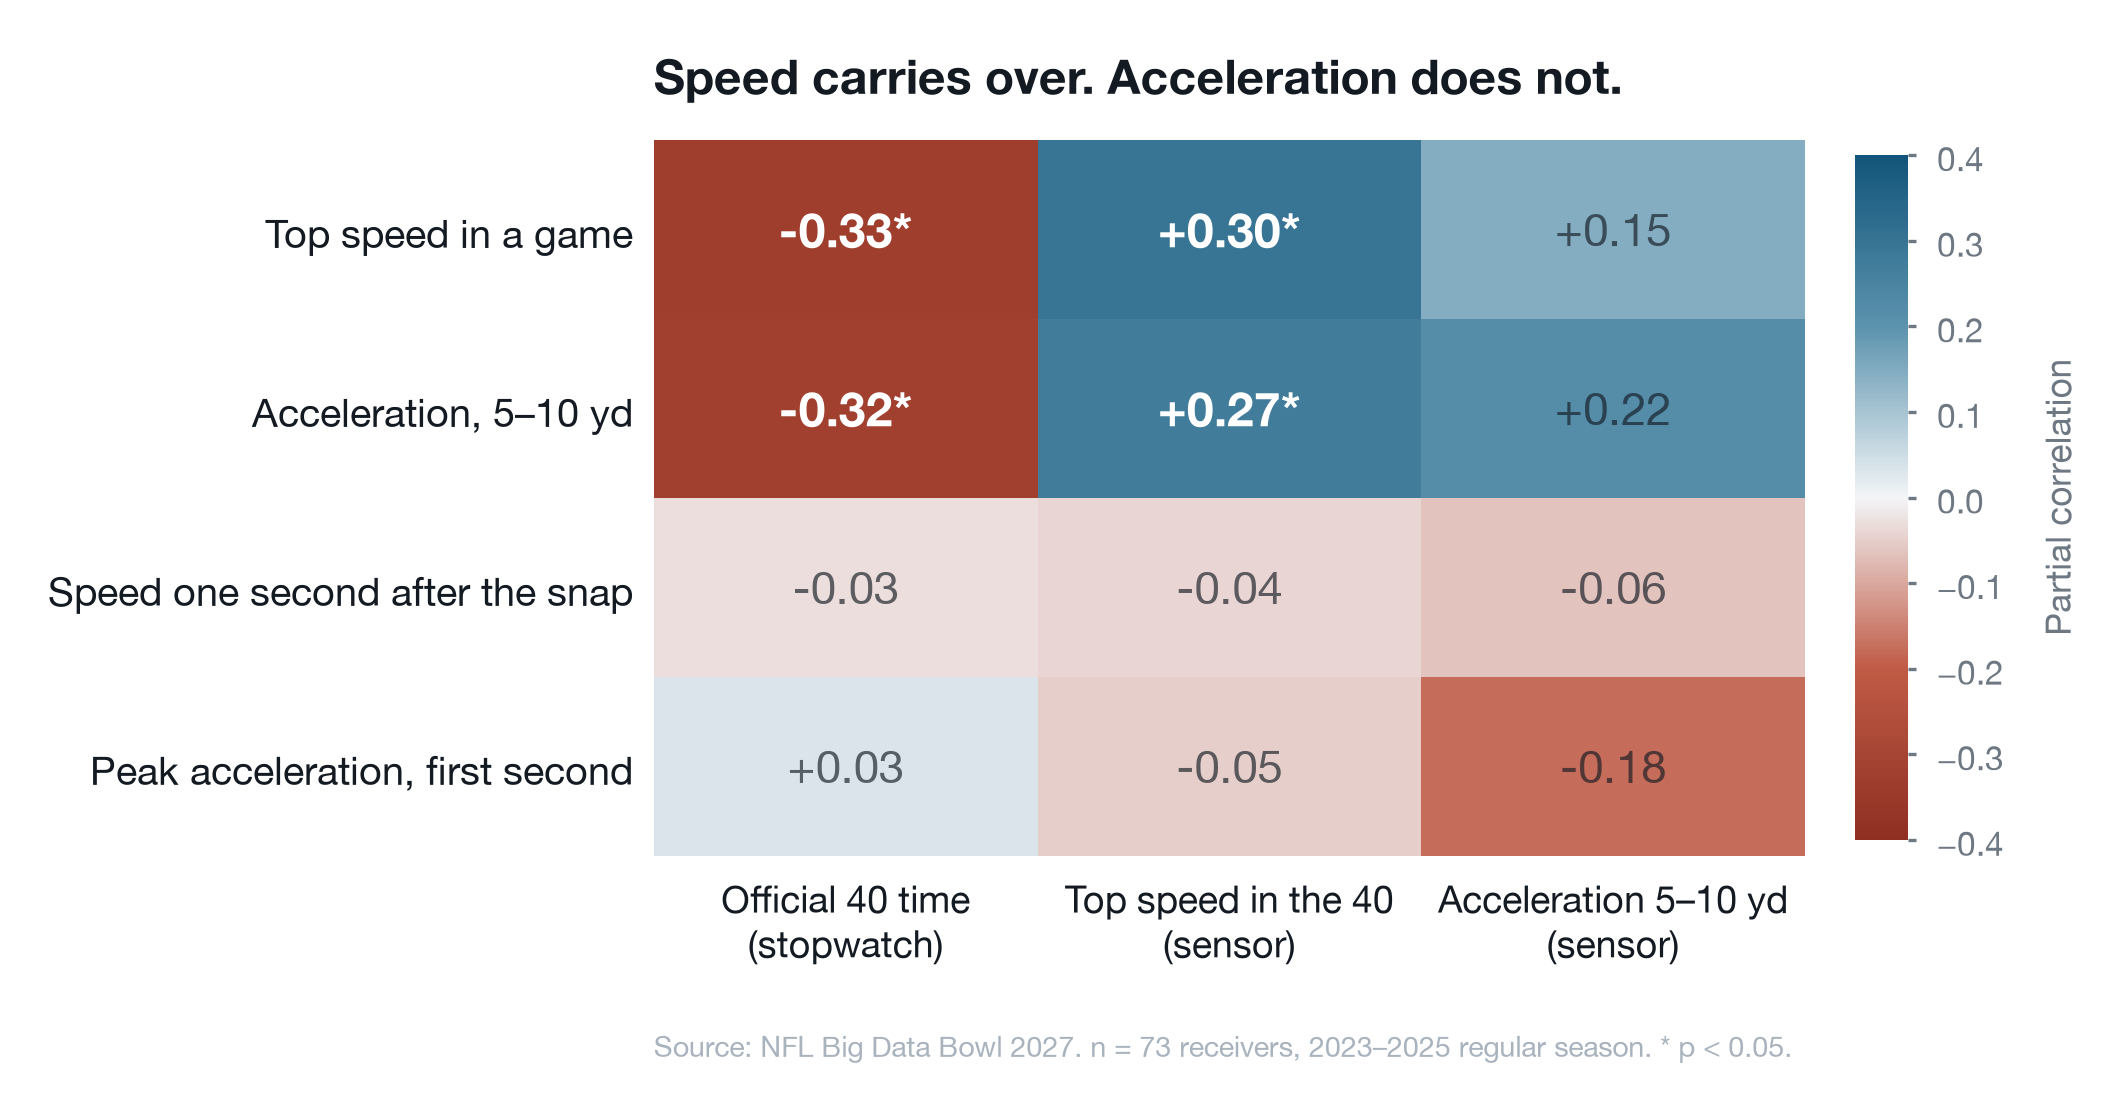 Speed carries over. Acceleration does not.
Top speed in a game
-0.33*
+0.30*
+0.15
Acceleration, 5–10 yd
-0.32*
+0.27*
+0.22
Speed one second after the snap
-0.03
-0.04
-0.06
Peak acceleration, first second
+0.03
-0.05
-0.18
Official 40 time
(stopwatch)
Top speed in the 40
(sensor)
Acceleration 5–10 yd
(sensor)
0.4
0.3
0.2
0.1
0.0
−0.1
−0.2
−0.3
−0.4
Partial correlation
Source: NFL Big Data Bowl 2027. n = 73 receivers, 2023–2025 regular season. * p < 0.05.